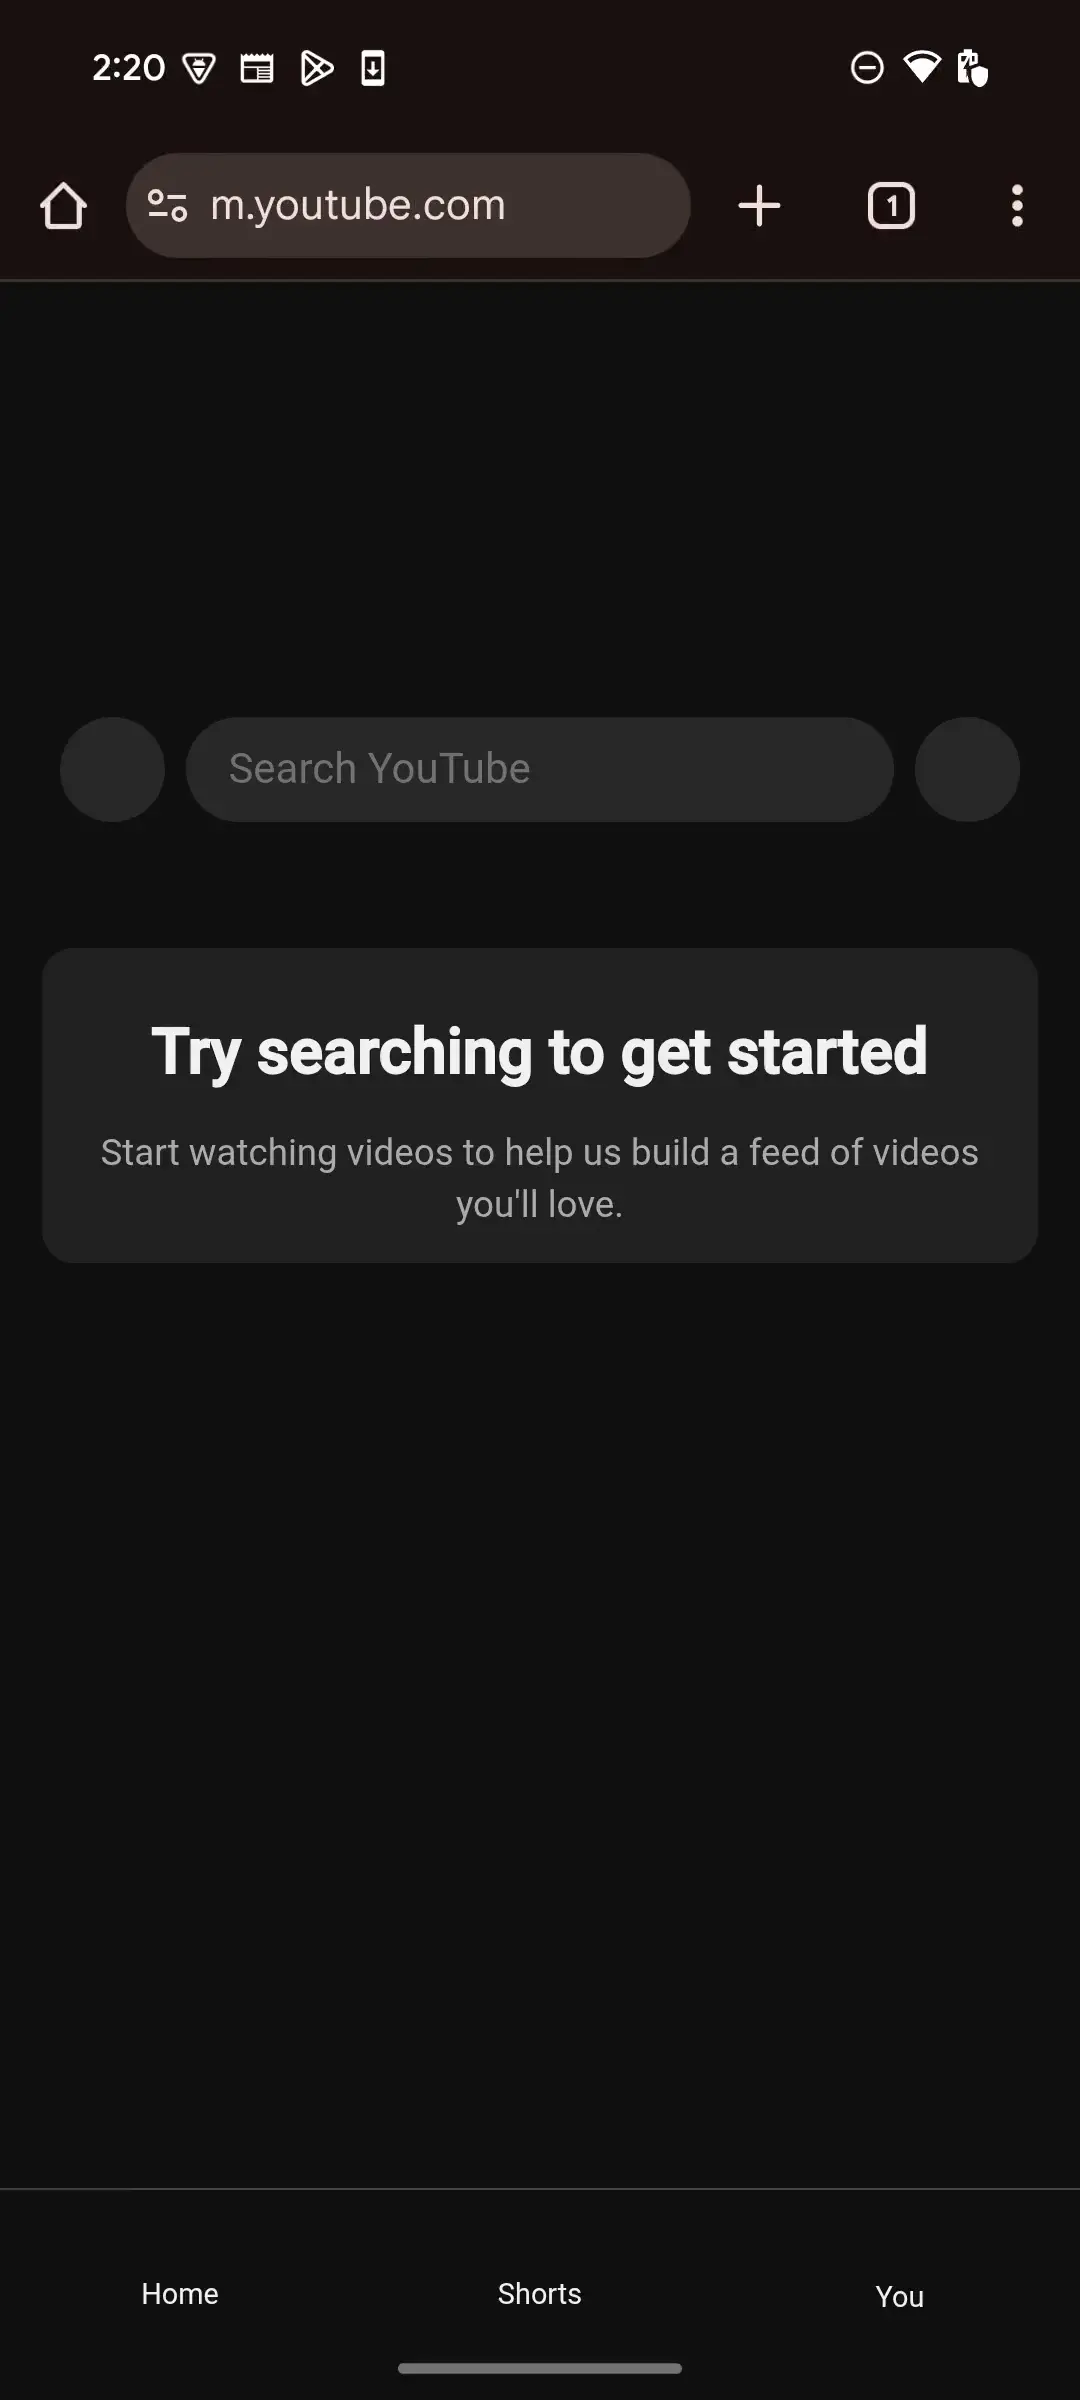 2:20
m.youtube.com
1
Search YouTube
Try searching to get started
Start watching videos to help us build a feed of videos
you'll love.
Home
Shorts
You